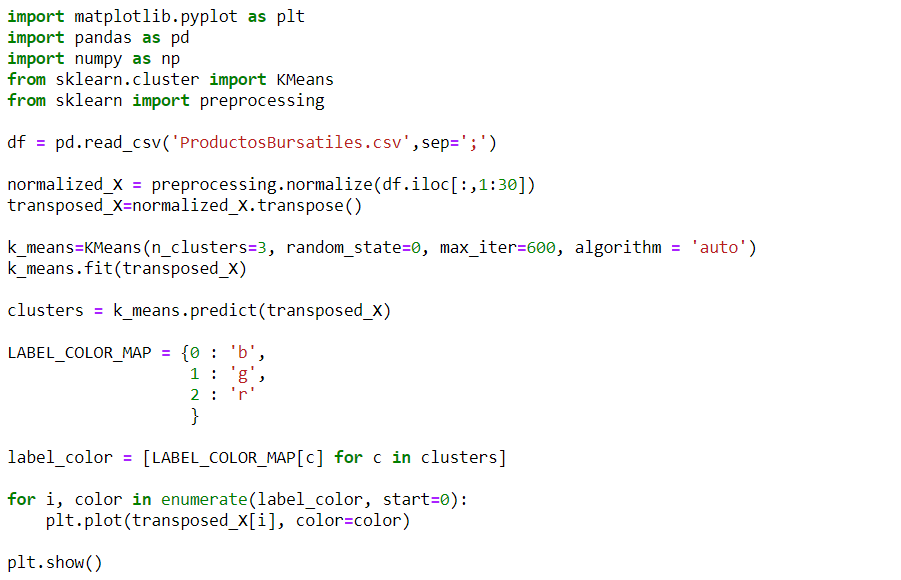 import matplotlib.pyplot as plt
import pandas as pd
import numpy as np
from sklearn.cluster import KMeans
from sklearn import preprocessing
df = pd.read_csv('ProductosBursatiles.csv',sep=';')
normalized_X = preprocessing.normalize(df.iloc[:,1:30])
transposed_X=normalized_X.transpose()
k_means=KMeans(n_clusters=3, random_state=0, max_iter=600, algorithm = 'auto')
k_means.fit(transposed_X)
clusters = k_means.predict(transposed_X)
LABEL_COLOR_MAP = {0 : 'b',
                   1 : 'g',
                   2 : 'r'
                   }
label_color = [LABEL_COLOR_MAP[c] for c in clusters]
for i, color in enumerate(label_color, start=0):
    plt.plot(transposed_X[i], color=color)
plt.show()